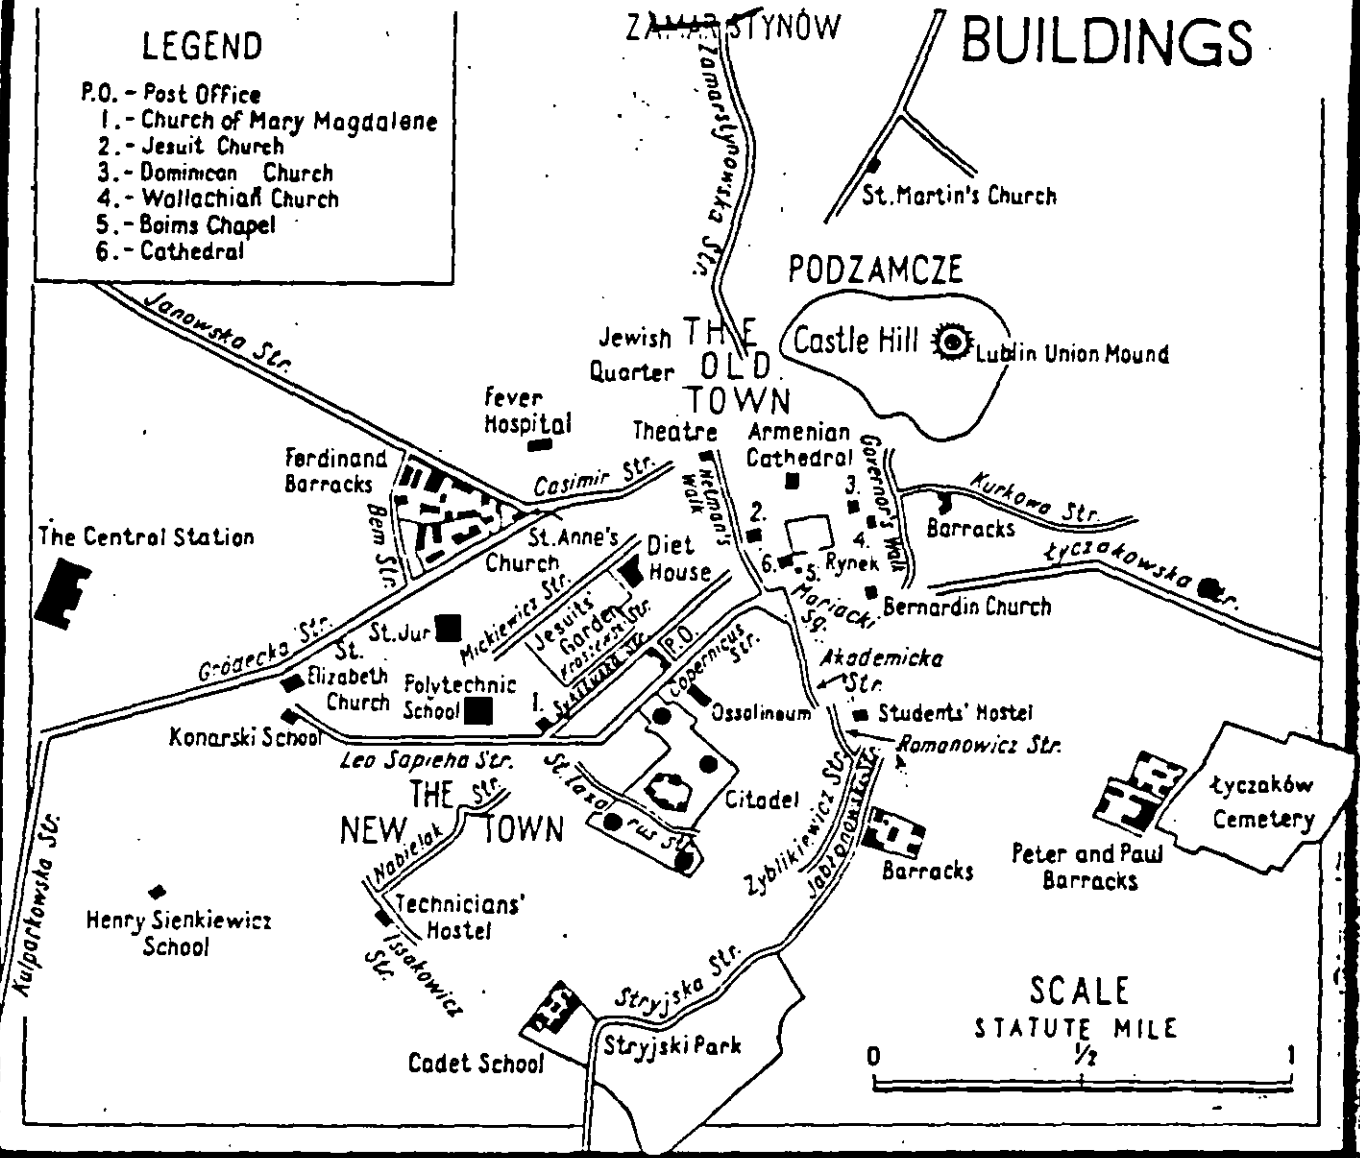 ZAMARSTYNÓW
BUILDINGS
LEGEND
P.O. - Post Office
1. - Church of Mary Magdalene
2. - Jesuit Church
3. - Dominican Church
4. - Wallachian Church
5. - Boims Chapel
6. - Cathedral
Zamarstynowska Str.
St. Martin's Church
PODZAMCZE
Janowska Str.
Jewish
Quarter
THE
OLD
TOWN
Castle Hill
Lublin Union Mound
Fever
Hospital
Theatre
Armenian
Cathedral
Governor's Walk
Ferdinand
Barracks
Casimir Str.
Hetman's
Walk
3.
Kurkowa Str.
Bem Str.
2.
4.
Barracks
The Central Station
St. Anne's
Church
Diet
House
6.
5.
Rynek
Łyczakowska Str.
Mickiewicz Str.
Jesuits'
Garden
Mariacki
Sq.
Bernardin Church
Gródecka Str.
St. Jur
P.O.
Copernicus
Str.
Akademicka
Str.
St.
Elizabeth
Church
Polytechnic
School
1.
Ossolineum
Students' Hostel
Konarski School
Romanowicz Str.
Leo Sapieha Str.
St. Lazarus Str.
Citadel
Zyblikiewicz Str.
Jabłonowski Str.
Łyczaków
Cemetery
THE
NEW TOWN
Nabielak Str.
Barracks
Peter and Paul
Barracks
Kulparkowska Str.
Henry Sienkiewicz
School
Technicians'
Hostel
Issakowicz
Str.
Stryjska Str.
Cadet School
Stryjski Park
SCALE
STATUTE MILE
0 1/2 1